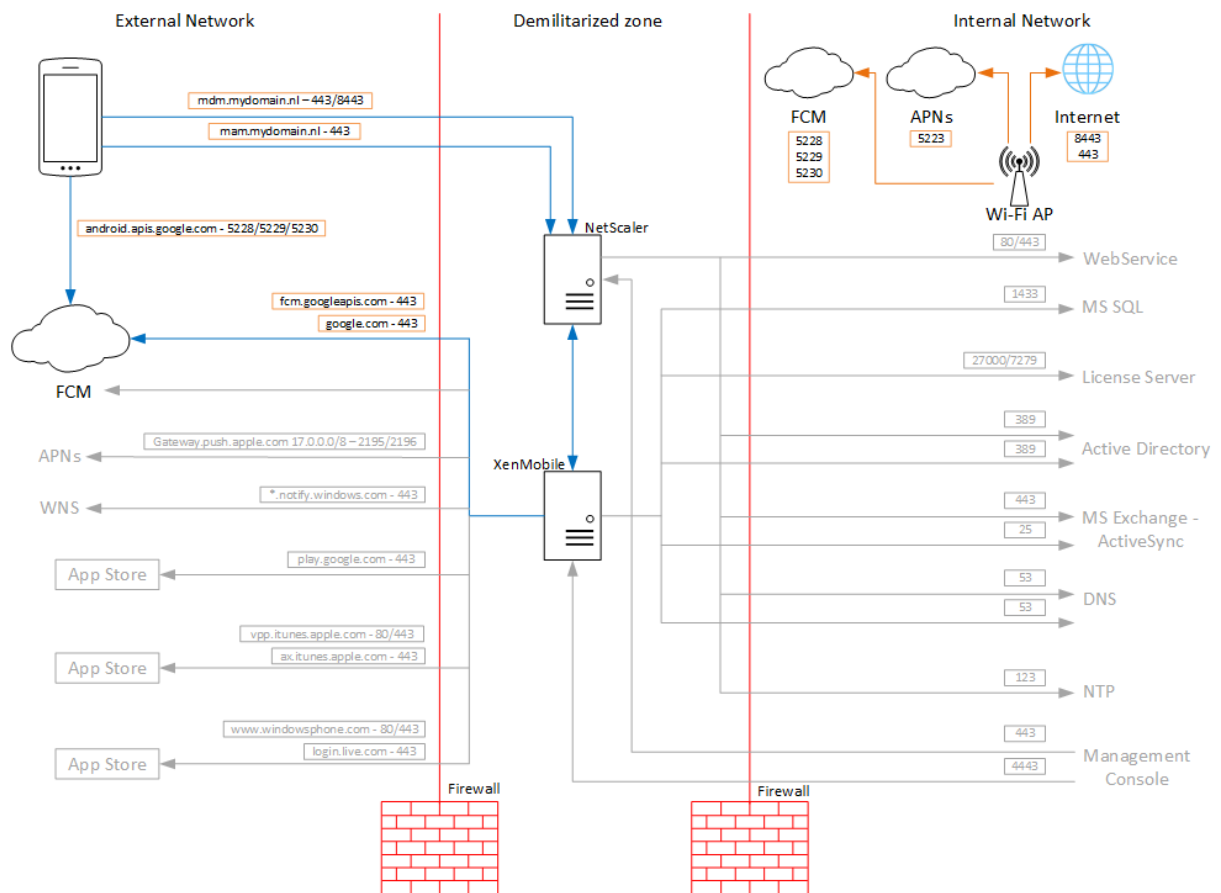 External Network
Demilitarized zone
Internal Network
mdm.mydomain.nl – 443/8443
mam.mydomain.nl - 443
android.apis.google.com - 5228/5229/5230
fcm.googleapis.com - 443
google.com - 443
FCM
Gateway.push.apple.com 17.0.0.0/8 – 2195/2196
APNs
*.notify.windows.com - 443
WNS
play.google.com - 443
App Store
vpp.itunes.apple.com - 80/443
ax.itunes.apple.com - 443
App Store
www.windowsphone.com - 80/443
login.live.com - 443
App Store
Firewall
NetScaler
XenMobile
Firewall
FCM
5228
5229
5230
APNs
5223
Internet
8443
443
Wi-Fi AP
80/443
WebService
1433
MS SQL
27000/7279
License Server
389
389
Active Directory
443
25
MS Exchange -
ActiveSync
53
53
DNS
123
NTP
443
4443
Management
Console